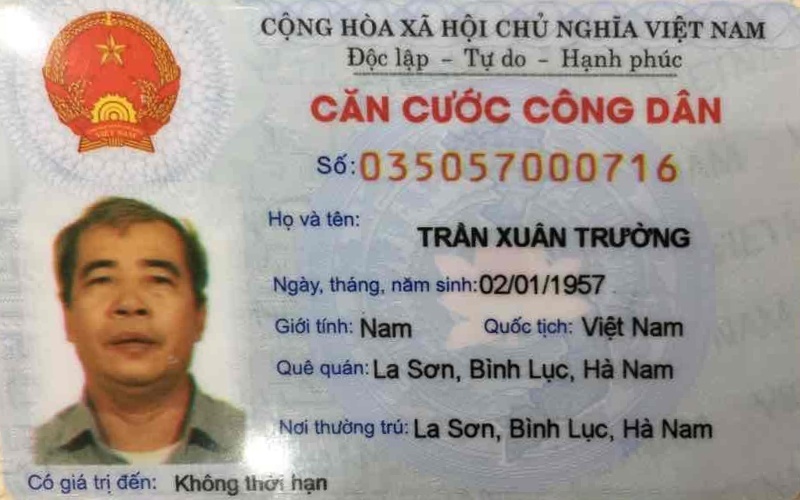 CỘNG HÒA XÃ HỘI CHỦ NGHĨA VIỆT NAM
Độc lập - Tự do - Hạnh phúc
CĂN CƯỚC CÔNG DÂN
Số: 035057000716
Họ và tên:
TRẦN XUÂN TRƯỜNG
Ngày, tháng, năm sinh: 02/01/1957
Giới tính: Nam Quốc tịch: Việt Nam
Quê quán: La Sơn, Bình Lục, Hà Nam
Nơi thường trú: La Sơn, Bình Lục, Hà Nam
Có giá trị đến: Không thời hạn
VIỆT NAM